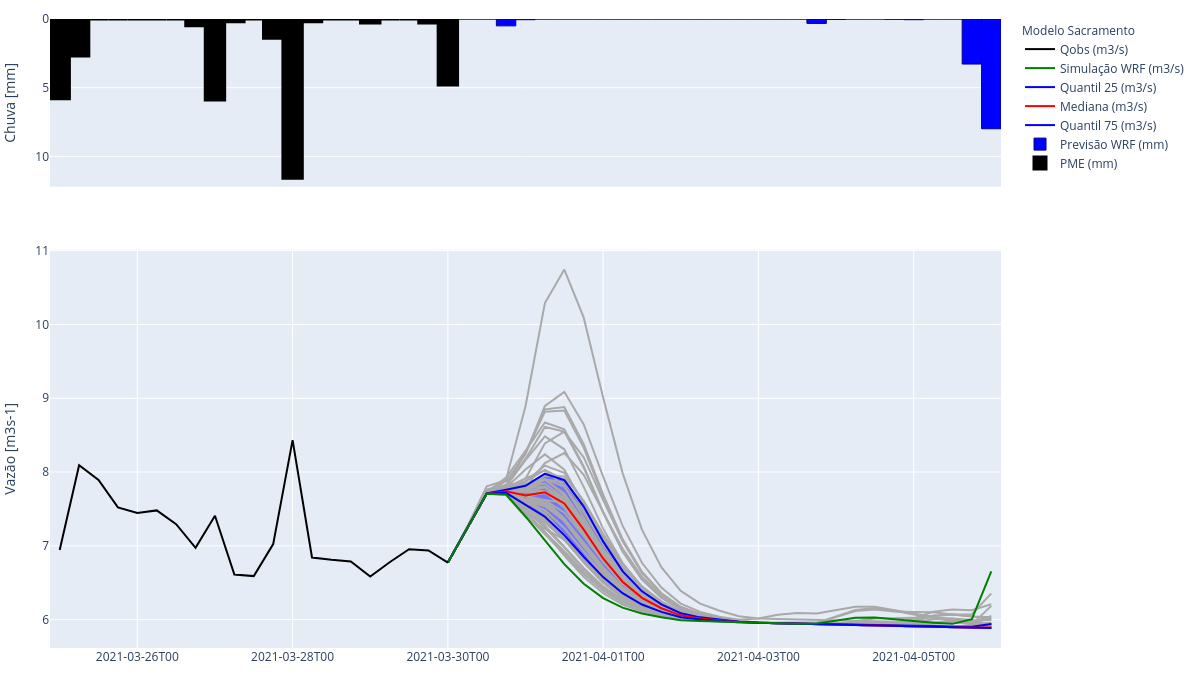 Chuva [mm]
0
5
10
Modelo Sacramento
Qobs (m3/s)
Simulação WRF (m3/s)
Quantil 25 (m3/s)
Mediana (m3/s)
Quantil 75 (m3/s)
Previsão WRF (mm)
PME (mm)
Vazão [m3s-1]
11
10
9
8
7
6
2021-03-26T00
2021-03-28T00
2021-03-30T00
2021-04-01T00
2021-04-03T00
2021-04-05T00